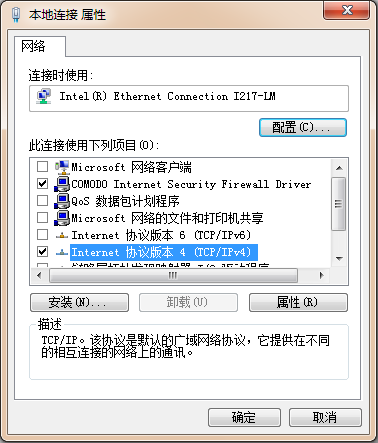 本地连接 属性
网络
连接时使用:
Intel(R) Ethernet Connection I217-LM
配置(C)...
此连接使用下列项目(O):
Microsoft 网络客户端
COMODO Internet Security Firewall Driver
QoS 数据包计划程序
Microsoft 网络的文件和打印机共享
Internet 协议版本 6 (TCP/IPv6)
Internet 协议版本 4 (TCP/IPv4)
安装(N)...
卸载(U)
属性(R)
描述
TCP/IP。该协议是默认的广域网络协议，它提供在不同
的相互连接的网络上的通讯。
确定
取消